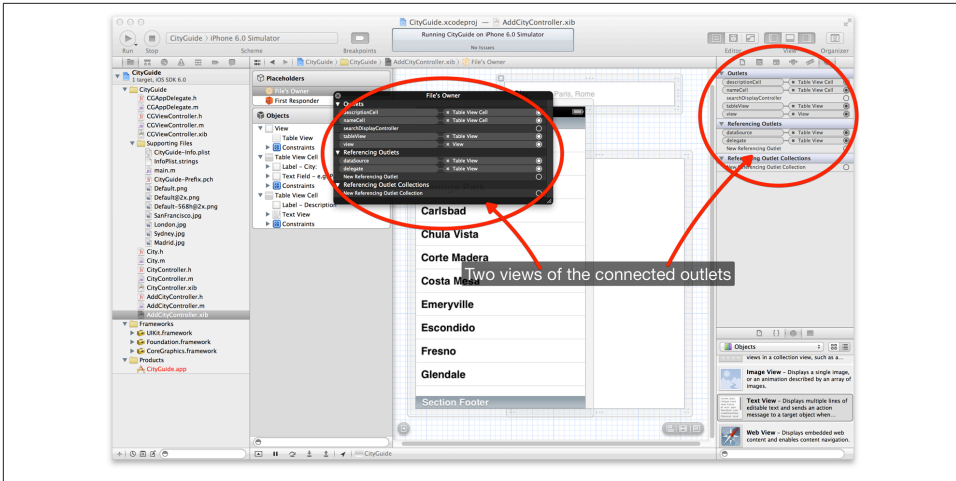 CityGuide.xcodeproj — AddCityController.xib
Run Stop
CityGuide › iPhone 6.0 Simulator
Scheme
Breakpoints
Running CityGuide on iPhone 6.0 Simulator
No Issues
Editor View Organizer
CityGuide
1 target, iOS SDK 6.0
CityGuide
CGAppDelegate.h
CGAppDelegate.m
CGViewController.h
CGViewController.m
CGViewController.xib
Supporting Files
CityGuide-Info.plist
InfoPlist.strings
main.m
CityGuide-Prefix.pch
Default.png
Default@2x.png
Default-568h@2x.png
SanFrancisco.jpg
London.jpg
Sydney.jpg
Madrid.jpg
City.h
City.m
CityController.h
CityController.m
CityController.xib
AddCityController.h
AddCityController.m
AddCityController.xib
Frameworks
UIKit.framework
Foundation.framework
CoreGraphics.framework
Products
CityGuide.app
CityGuide › CityGuide › AddCityController.xib › File's Owner
Placeholders
File's Owner
First Responder
Objects
View
Table View
Constraints
Table View Cell
Label – City:
Text Field – e.g. P
Constraints
Table View Cell
Label – Description
Text View
Constraints
Paris, Rome
File's Owner
Outlets
descriptionCell Table View Cell
nameCell Table View Cell
searchDisplayController
tableView Table View
view View
Referencing Outlets
dataSource Table View
delegate Table View
New Referencing Outlet
Referencing Outlet Collections
New Referencing Outlet Collection
Carlsbad
Chula Vista
Corte Madera
Costa Mesa
Emeryville
Escondido
Fresno
Glendale
Section Footer
Two views of the connected outlets
Outlets
descriptionCell Table View Cell
nameCell Table View Cell
searchDisplayController
tableView Table View
view View
Referencing Outlets
dataSource Table View
delegate Table View
New Referencing Outlet
Referencing Outlet Collections
New Referencing Outlet Collection
Objects
views in a collection view, such as a...
Image View – Displays a single image,
or an animation described by an array of
images.
Text View – Displays multiple lines of
editable text and sends an action
message to a target object when...
Web View – Displays embedded web
content and enables content navigation.
CityGuide